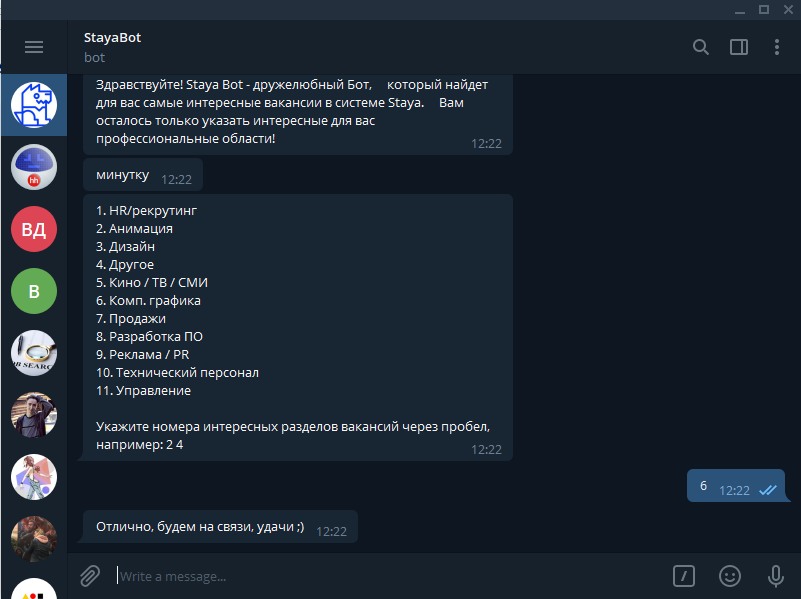 StayaBot
bot
Здравствуйте! Staya Bot - дружелюбный Бот, который найдет
для вас самые интересные вакансии в системе Staya. Вам
осталось только указать интересные для вас
профессиональные области!
12:22
минутку 12:22
1. HR/рекрутинг
2. Анимация
3. Дизайн
4. Другое
5. Кино / ТВ / СМИ
6. Комп. графика
7. Продажи
8. Разработка ПО
9. Реклама / PR
10. Технический персонал
11. Управление
Укажите номера интересных разделов вакансий через пробел,
например: 2 4
12:22
6 12:22
Отлично, будем на связи, удачи ;) 12:22
Write a message...
hh
ВД
В